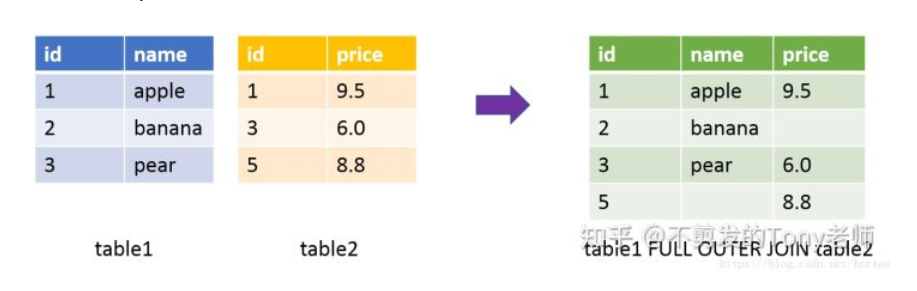 id name
1 apple
2 banana
3 pear
table1
id price
1 9.5
3 6.0
5 8.8
table2
id name price
1 apple 9.5
2 banana
3 pear 6.0
5 8.8
知乎 @不剪发的Tony老师
table1 FULL OUTER JOIN table2
https://blog.csdn.net/horses